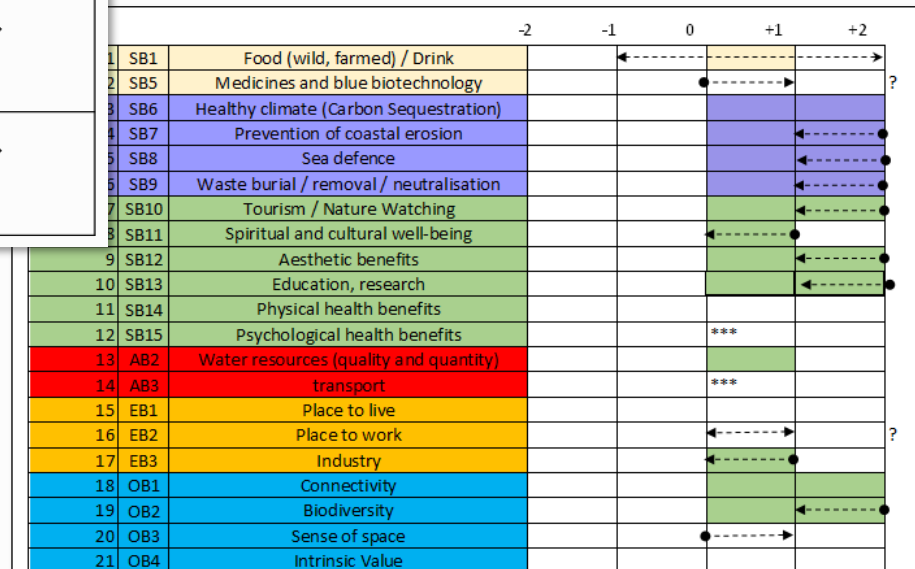 -2 -1 0 +1 +2
1 SB1 Food (wild, farmed) / Drink
2 SB5 Medicines and blue biotechnology ?
3 SB6 Healthy climate (Carbon Sequestration)
4 SB7 Prevention of coastal erosion
5 SB8 Sea defence
6 SB9 Waste burial / removal / neutralisation
7 SB10 Tourism / Nature Watching
8 SB11 Spiritual and cultural well-being
9 SB12 Aesthetic benefits
10 SB13 Education, research
11 SB14 Physical health benefits
12 SB15 Psychological health benefits ***
13 AB2 Water resources (quality and quantity)
14 AB3 transport ***
15 EB1 Place to live
16 EB2 Place to work ?
17 EB3 Industry
18 OB1 Connectivity
19 OB2 Biodiversity
20 OB3 Sense of space
21 OB4 Intrinsic Value